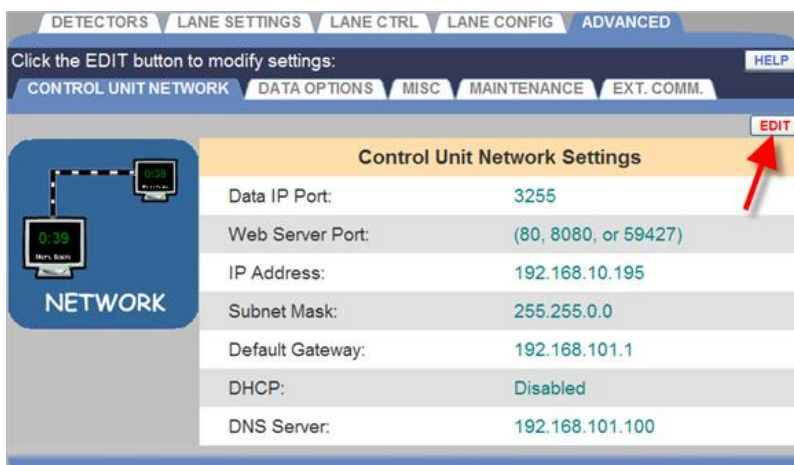 DETECTORS LANE SETTINGS LANE CTRL LANE CONFIG ADVANCED
Click the EDIT button to modify settings: HELP
CONTROL UNIT NETWORK DATA OPTIONS MISC MAINTENANCE EXT. COMM.
EDIT
Control Unit Network Settings
0:39
Data IP Port: 3255
0:39
Web Server Port: (80, 8080, or 59427)
IP Address: 192.168.10.195
NETWORK
Subnet Mask: 255.255.0.0
Default Gateway: 192.168.101.1
DHCP: Disabled
DNS Server: 192.168.101.100